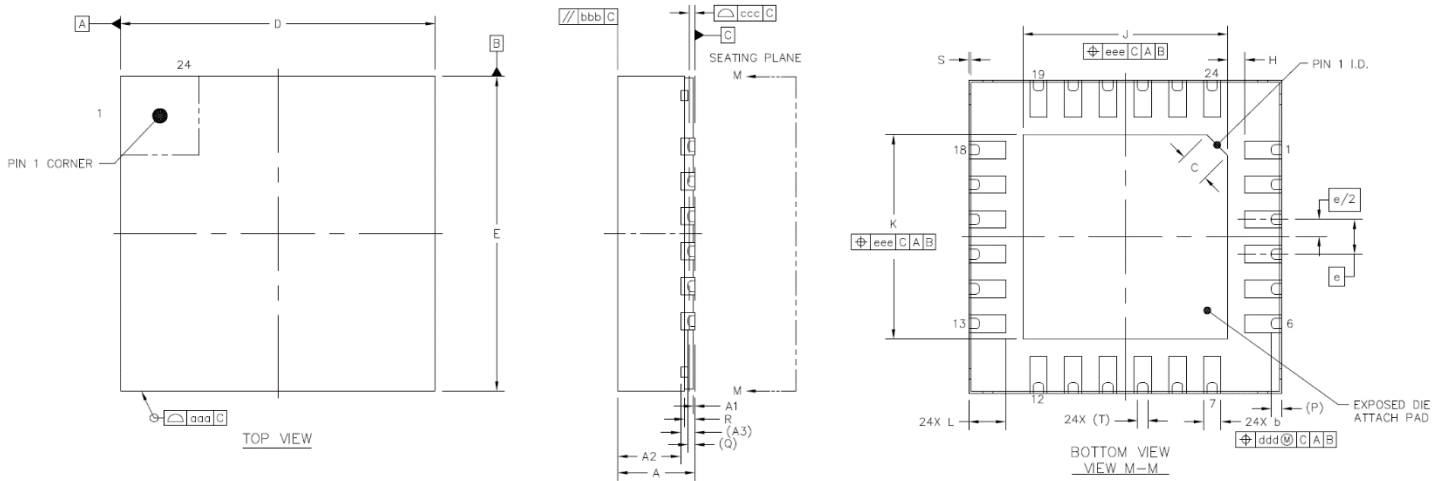 A
D
B
24
1
PIN 1 CORNER
E
aaa C
TOP VIEW
// bbb C
ccc C
C
SEATING PLANE
M
M
A1
R
(A3)
(Q)
A2
A
J
⌖ eee C A B
S
H
19
24
PIN 1 I.D.
18
1
C
e/2
K
⌖ eee C A B
e
13
6
12
7
(P)
EXPOSED DIE
ATTACH PAD
24X L
24X (T)
24X b
⌖ ddd Ⓜ C A B
BOTTOM VIEW
VIEW M-M